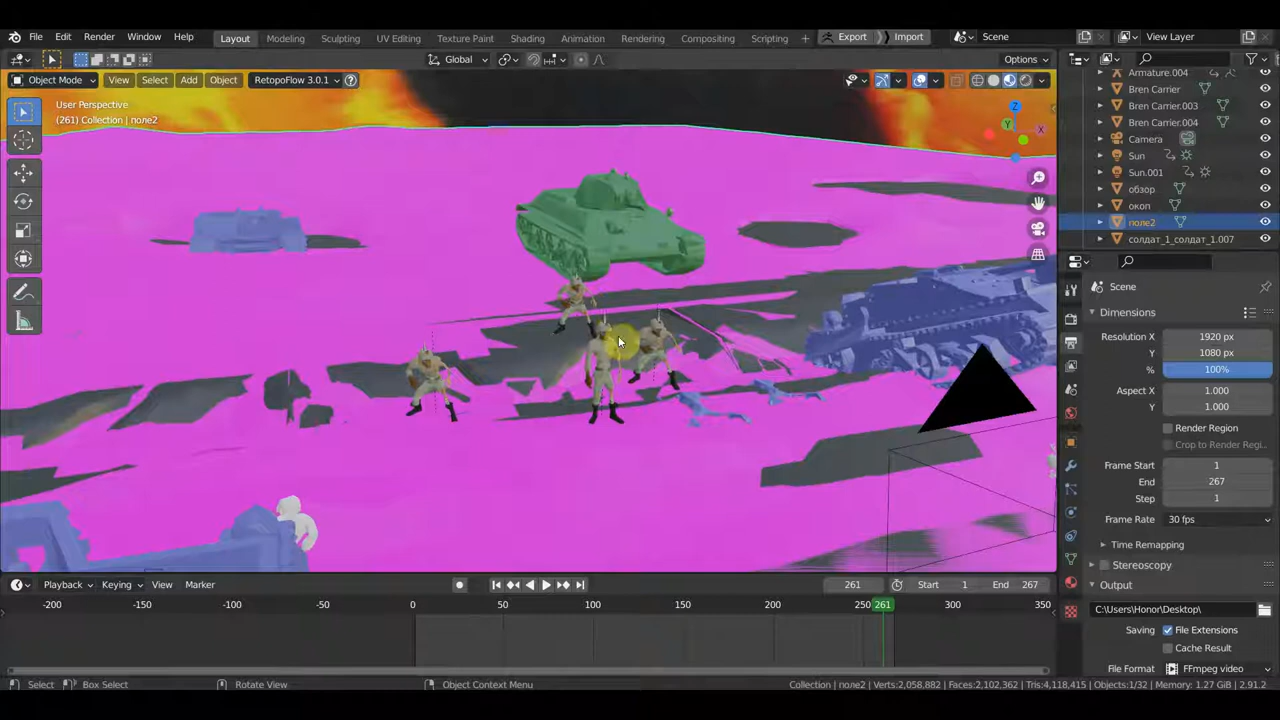 File Edit Render Window Help Layout Modeling Sculpting UV Editing Texture Paint Shading Animation Rendering Compositing Scripting + Export Import Scene View Layer
Global Options
Object Mode View Select Add Object RetopoFlow 3.0.1
User Perspective
(261) Collection | поле2
Z
Y
X
Armature.004
Bren Carrier
Bren Carrier.003
Bren Carrier.004
Camera
Sun
Sun.001
обзор
окоп
поле2
солдат_1_солдат_1.007
Scene
Dimensions
Resolution X 1920 px
Y 1080 px
% 100%
Aspect X 1.000
Y 1.000
Render Region
Crop to Render Regi..
Frame Start 1
End 267
Step 1
Frame Rate 30 fps
Time Remapping
Stereoscopy
Output
C:\Users\Honor\Desktop\
Saving File Extensions
Cache Result
File Format FFmpeg video
Playback Keying View Marker 261 Start 1 End 267
-200 -150 -100 -50 0 50 100 150 200 250 261 300 350
Select Box Select Rotate View Object Context Menu Collection | поле2 | Verts:2,058,882 | Faces:2,102,362 | Tris:4,118,415 | Objects:1/32 | Memory: 1.27 GiB | 2.91.2